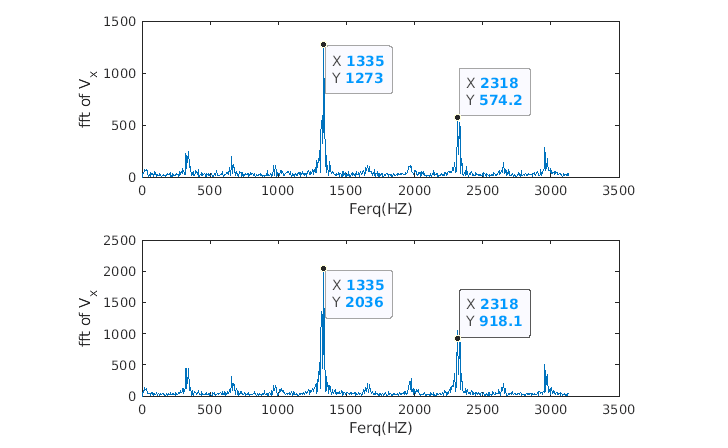 1500
1000
500
0
fft of Vx
X 1335
Y 1273
X 2318
Y 574.2
0 500 1000 1500 2000 2500 3000 3500
Ferq(HZ)
2500
2000
1500
1000
500
0
fft of Vx
X 1335
Y 2036
X 2318
Y 918.1
0 500 1000 1500 2000 2500 3000 3500
Ferq(HZ)